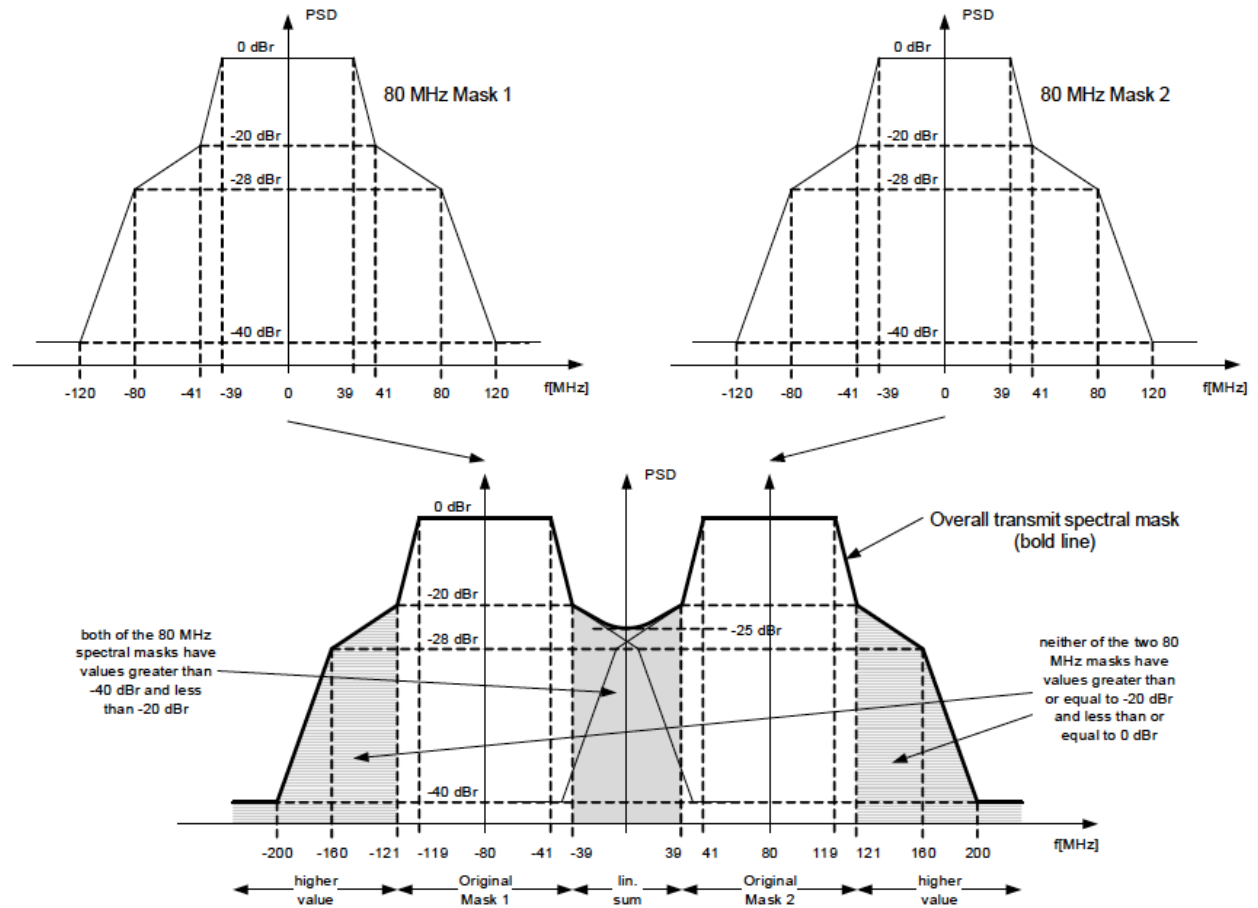 PSD
0 dBr
80 MHz Mask 1
-20 dBr
-28 dBr
-40 dBr
-120 -80 -41 -39 0 39 41 80 120
f[MHz]
PSD
0 dBr
80 MHz Mask 2
-20 dBr
-28 dBr
-40 dBr
-120 -80 -41 -39 0 39 41 80 120
f[MHz]
PSD
0 dBr
Overall transmit spectral mask
(bold line)
-20 dBr
-25 dBr
-28 dBr
-40 dBr
both of the 80 MHz
spectral masks have
values greater than
-40 dBr and less
than -20 dBr
neither of the two 80
MHz masks have
values greater than
or equal to -20 dBr
and less than or
equal to 0 dBr
-200 -160 -121 -119 -80 -41 -39 39 41 80 119 121 160 200
f[MHz]
higher
value
Original
Mask 1
lin.
sum
Original
Mask 2
higher
value